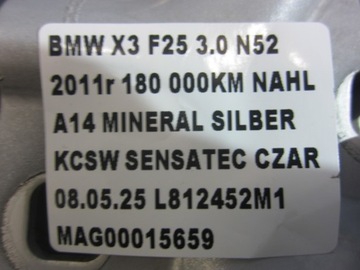 BMW X3 F25 3.0 N52
2011r 180 000KM NAHL
A14 MINERAL SILBER
KCSW SENSATEC CZAR
08.05.25 L812452M1
MAG00015659